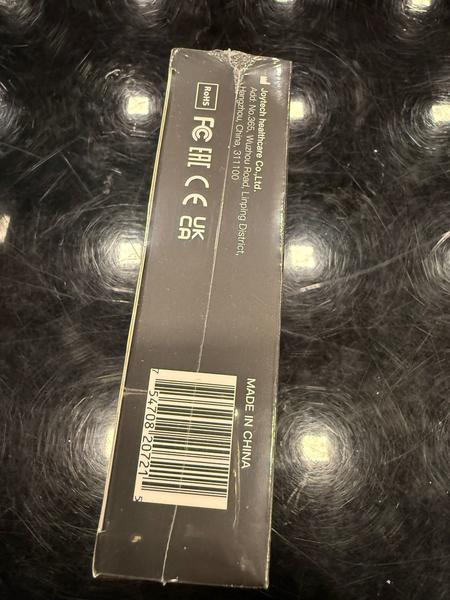 Joytech healthcare Co.,Ltd.
Add: No.365, Wuzhou Road, Linping District,
Hangzhou, China, 311100
RoHS
FC EAC CE UK
CA
MADE IN CHINA
7 54708 20721 5